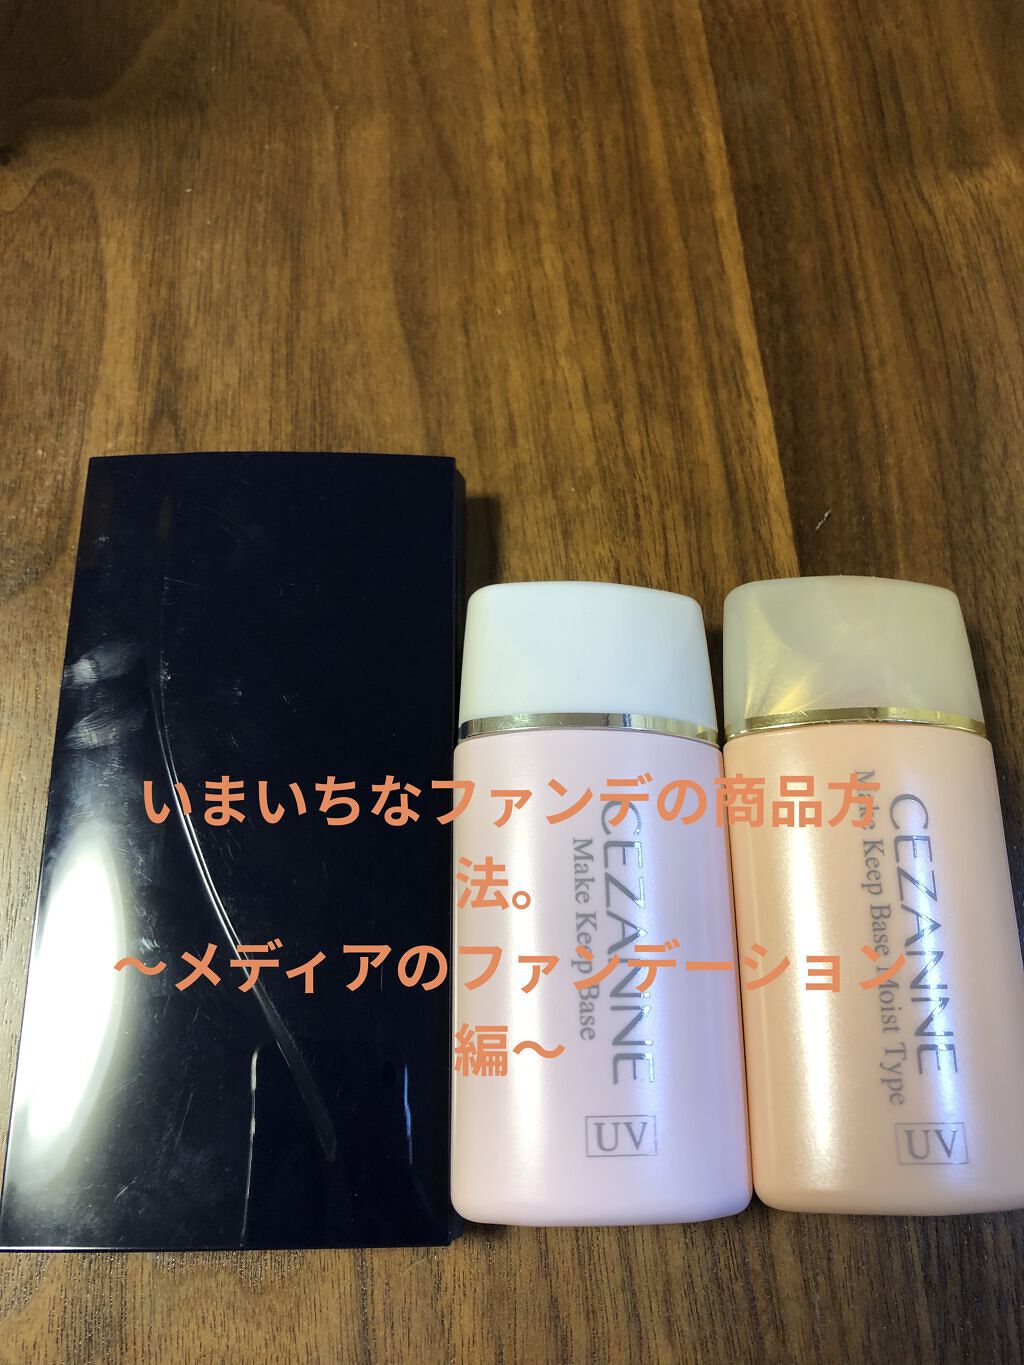 いまいちなファンデの商品方
法。
～メディアのファンデーション
編～
CEZANNE
Make Keep Base
UV
CEZANNE
Make Keep Base Moist Type
UV